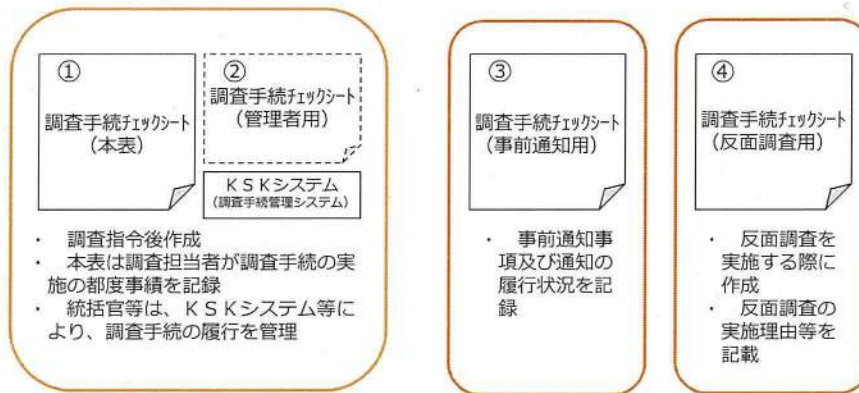 ①
調査手続ﾁｪｯｸｼｰﾄ
(本表)
②
調査手続ﾁｪｯｸｼｰﾄ
(管理者用)
ＫＳＫシステム
(調査手続管理システム)
・　調査指令後作成
・　本表は調査担当者が調査手続の実
施の都度事績を記録
・　統括官等は、ＫＳＫシステム等に
より、調査手続の履行を管理
③
調査手続ﾁｪｯｸｼｰﾄ
(事前通知用)
・　事前通知事
項及び通知の
履行状況を記
録
④
調査手続ﾁｪｯｸｼｰﾄ
(反面調査用)
・　反面調査を
実施する際に
作成
・　反面調査の
実施理由等を
記載